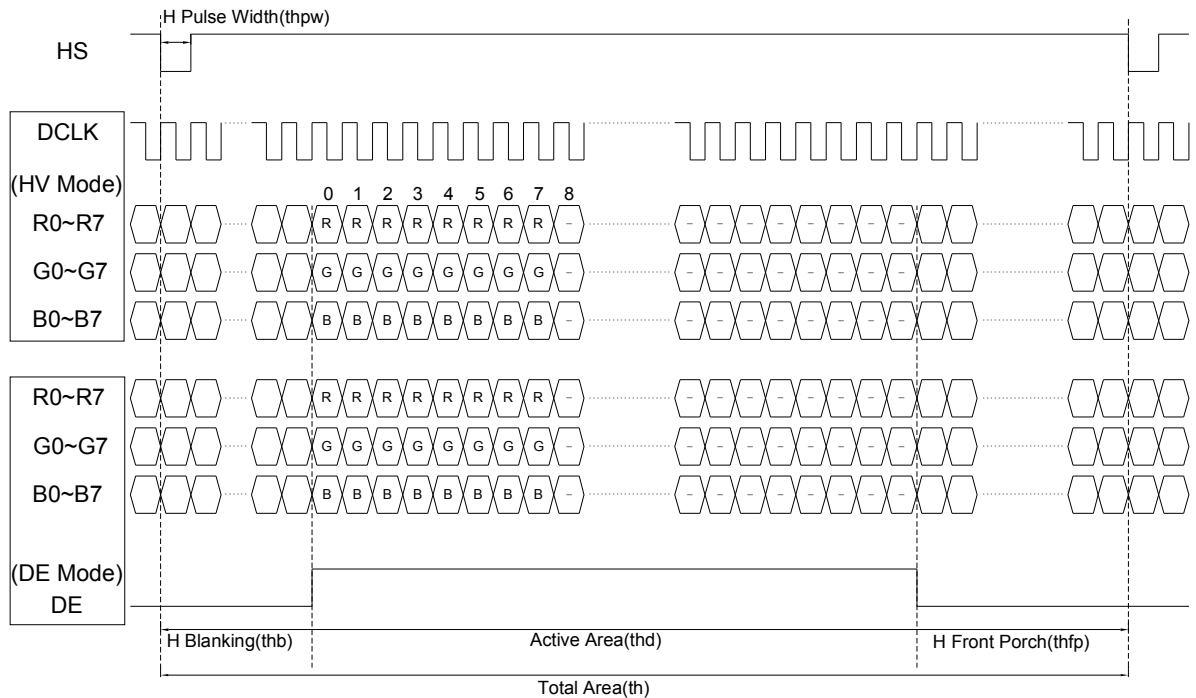 H Pulse Width(thpw)
HS
DCLK
(HV Mode)
0 1 2 3 4 5 6 7 8
R0~R7 R R R R R R R R - - - - - - - - -
G0~G7 G G G G G G G G - - - - - - - - -
B0~B7 B B B B B B B B - - - - - - - - -
R0~R7 R R R R R R R R - - - - - - - - -
G0~G7 G G G G G G G G - - - - - - - - -
B0~B7 B B B B B B B B - - - - - - - - -
(DE Mode)
DE
H Blanking(thb) Active Area(thd) H Front Porch(thfp)
Total Area(th)